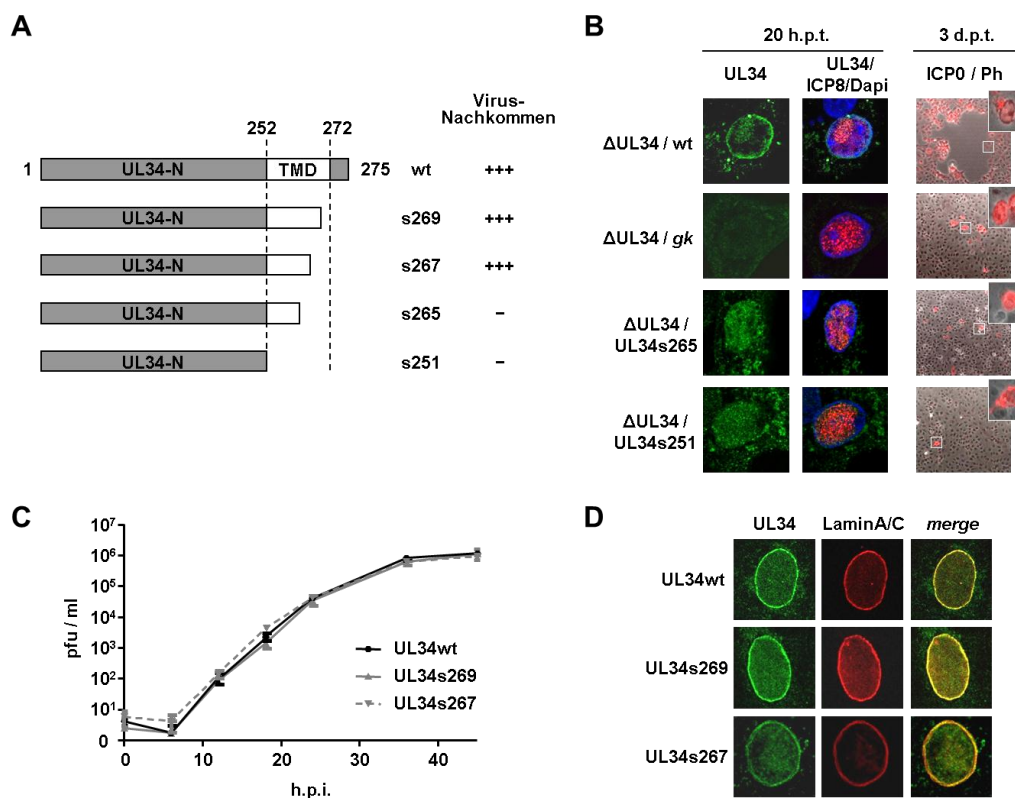 A
Virus-
Nachkommen
252
272
1
UL34-N
TMD
275
wt
+++
UL34-N
s269
+++
UL34-N
s267
+++
UL34-N
s265
–
UL34-N
s251
–
B
20 h.p.t.
3 d.p.t.
UL34
UL34/
ICP8/Dapi
ICP0 / Ph
ΔUL34 / wt
ΔUL34 / gk
ΔUL34 /
UL34s265
ΔUL34 /
UL34s251
C
pfu / ml
10⁷
10⁶
10⁵
10⁴
10³
10²
10¹
0
0
10
20
30
40
h.p.i.
UL34wt
UL34s269
UL34s267
D
UL34
LaminA/C
merge
UL34wt
UL34s269
UL34s267